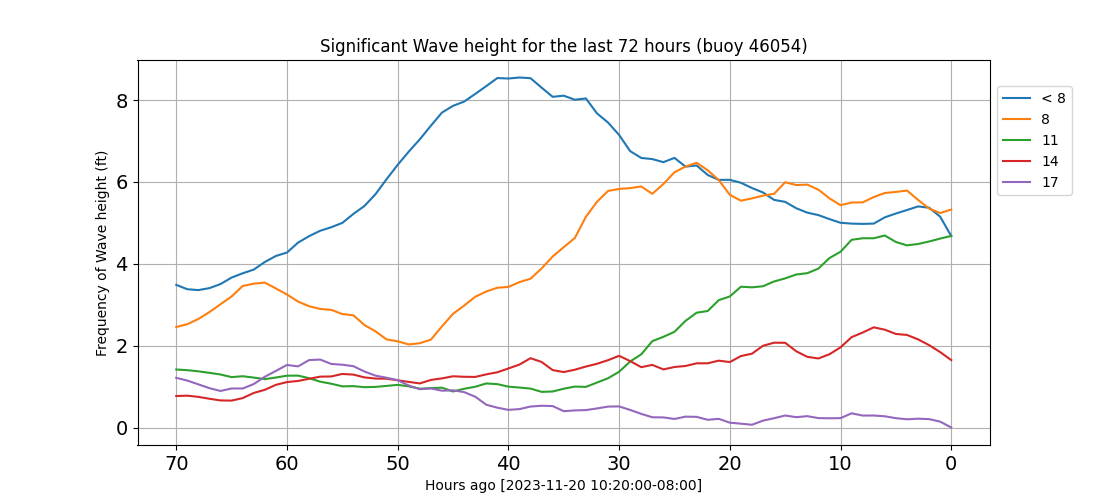 Significant Wave height for the last 72 hours (buoy 46054)
Frequency of Wave height (ft)
8
6
4
2
0
70 60 50 40 30 20 10 0
Hours ago [2023-11-20 10:20:00-08:00]
< 8
8
11
14
17